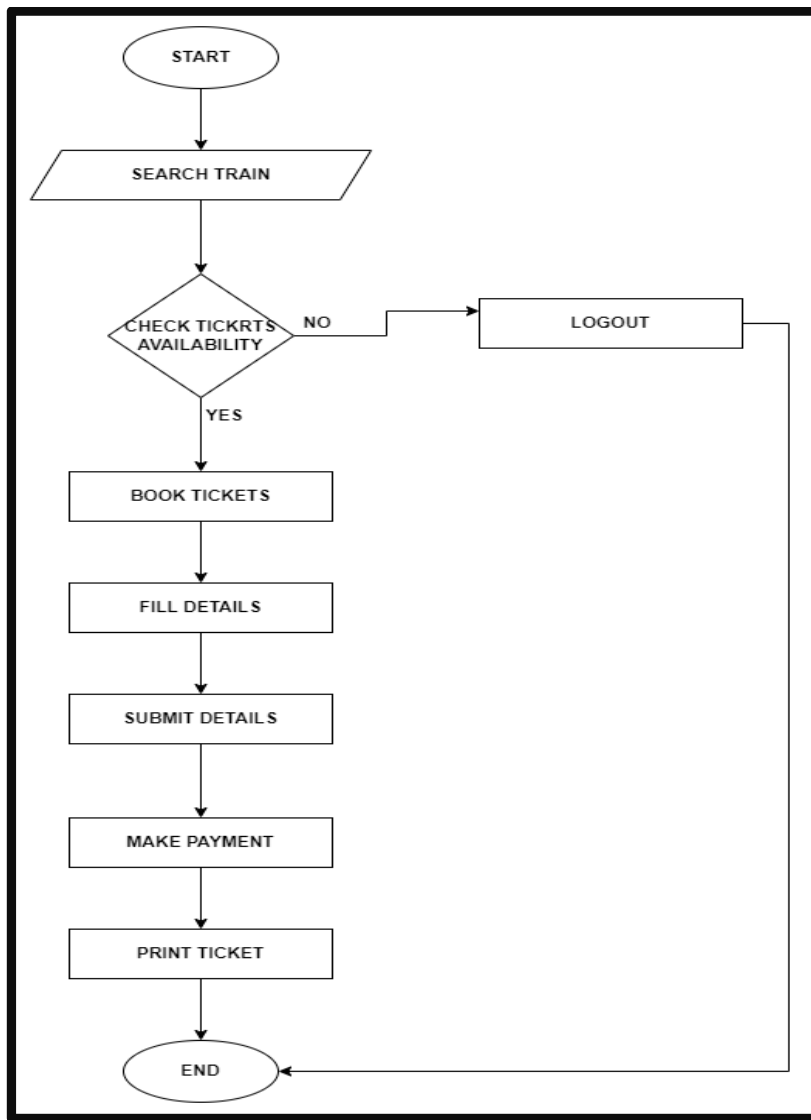 START
SEARCH TRAIN
CHECK TICKRTS
AVAILABILITY
NO
LOGOUT
YES
BOOK TICKETS
FILL DETAILS
SUBMIT DETAILS
MAKE PAYMENT
PRINT TICKET
END